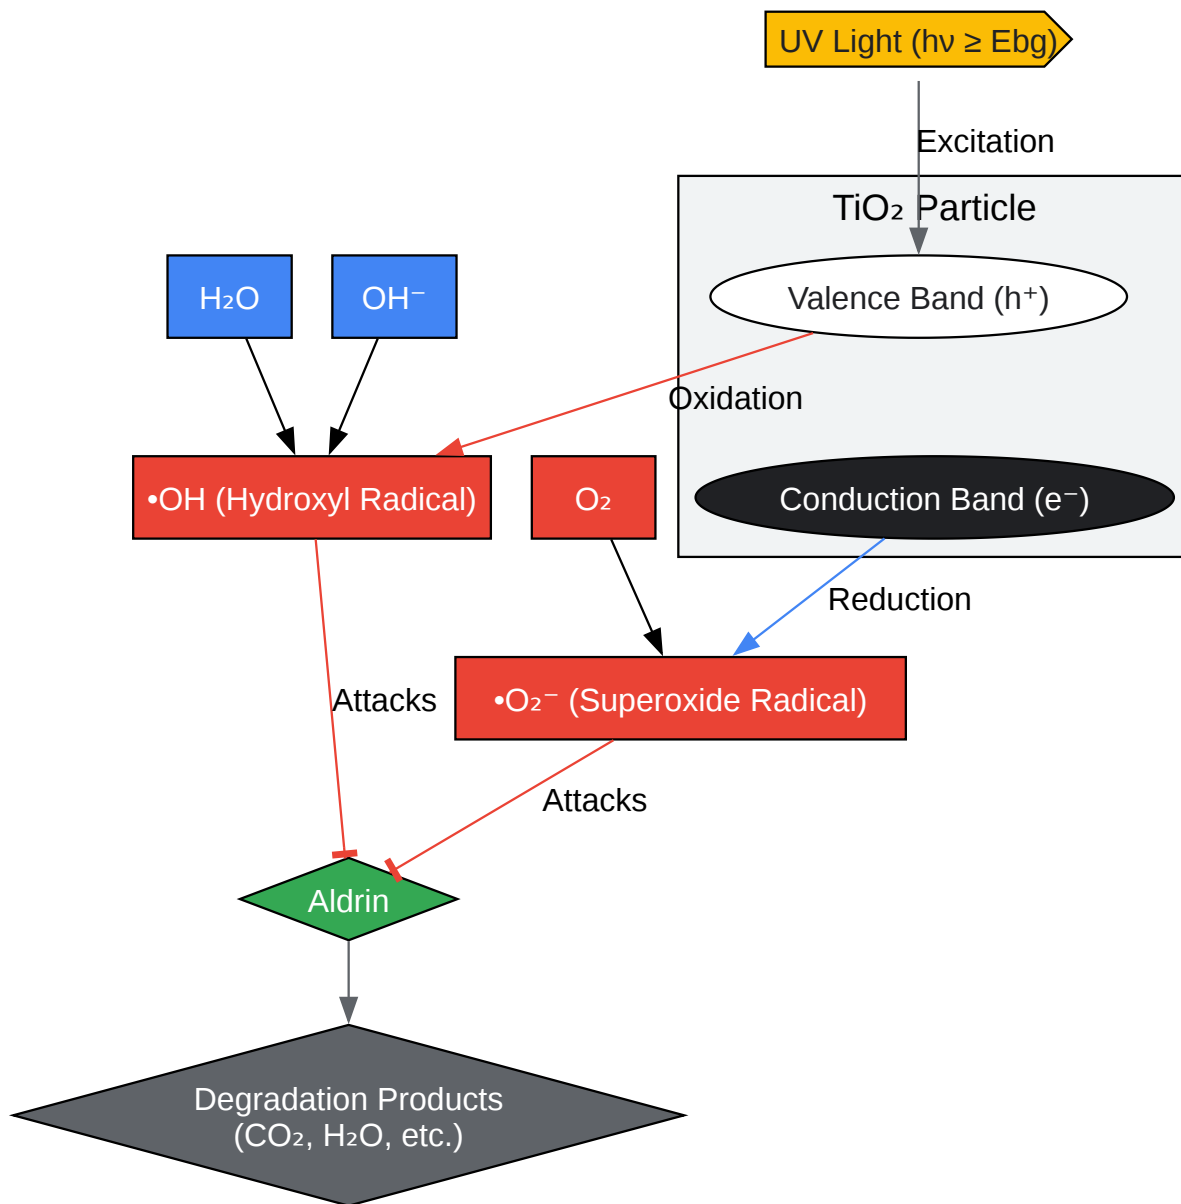 UV Light (hν ≥ Ebg)
Excitation
TiO₂ Particle
H₂O
OH⁻
Valence Band (h⁺)
Oxidation
•OH (Hydroxyl Radical)
O₂
Conduction Band (e⁻)
Reduction
Attacks
•O₂⁻ (Superoxide Radical)
Attacks
Aldrin
Degradation Products
(CO₂, H₂O, etc.)